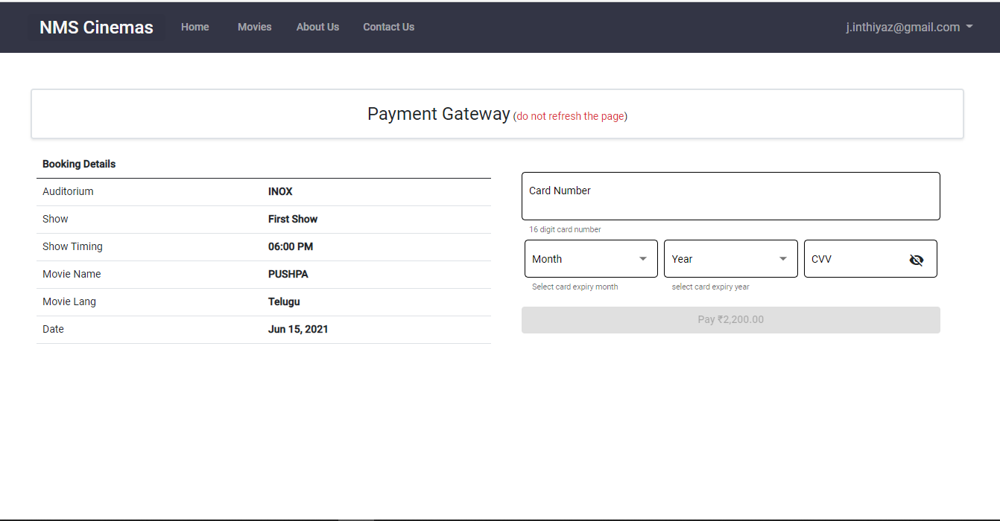 NMS Cinemas Home Movies About Us Contact Us j.inthiyaz@gmail.com
Payment Gateway (do not refresh the page)
Booking Details
Auditorium INOX
Show First Show
Show Timing 06:00 PM
Movie Name PUSHPA
Movie Lang Telugu
Date Jun 15, 2021
Card Number
16 digit card number
Month Year CVV
Select card expiry month select card expiry year
Pay ₹2,200.00